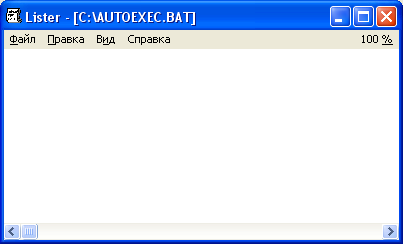 Lister - [C:\AUTOEXEC.BAT]
Файл Правка Вид Справка 100 %